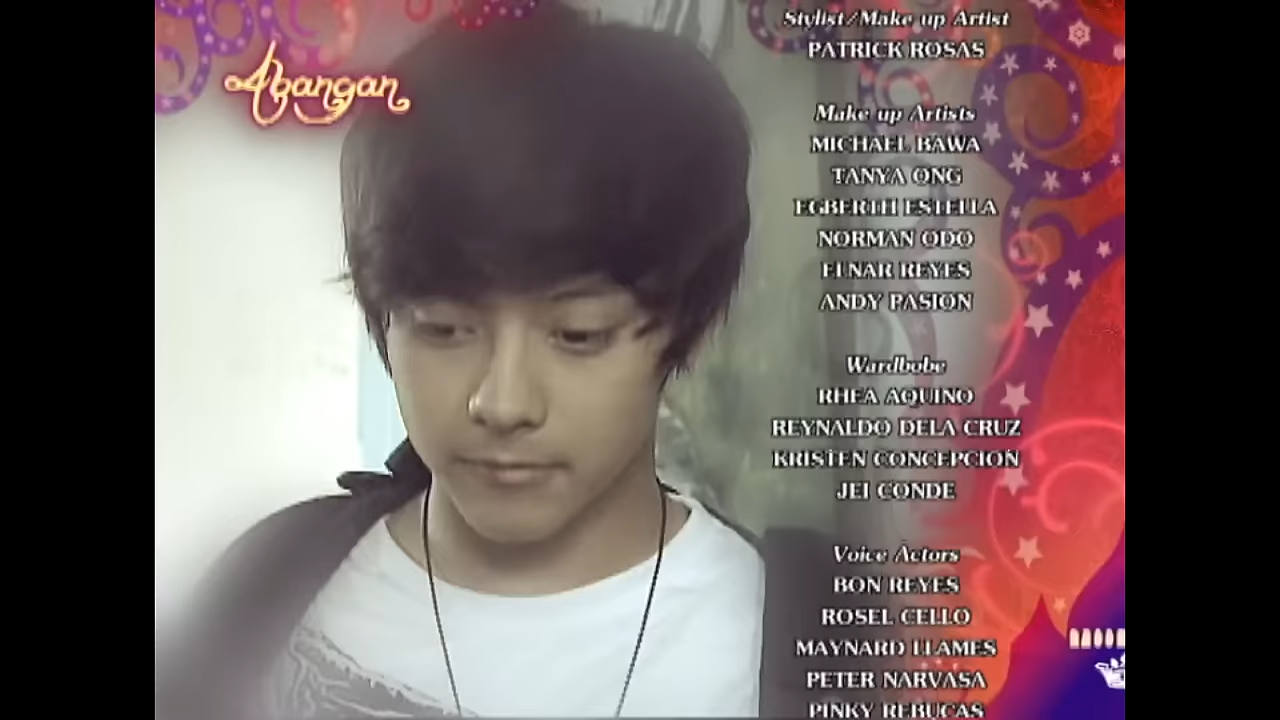 Abangan
Stylist/Make up Artist
PATRICK ROSAS
Make up Artists
MICHAEL BAWA
TANYA ONG
EGBERTH ESTELLA
NORMAN ODO
ELNAR REYES
ANDY PASION
Wardbobe
RHEA AQUINO
REYNALDO DELA CRUZ
KRISTEN CONCEPCION
JEI CONDE
Voice Actors
BON REYES
ROSEL CELLO
MAYNARD LLAMES
PETER NARVASA
PINKY REBUCAS